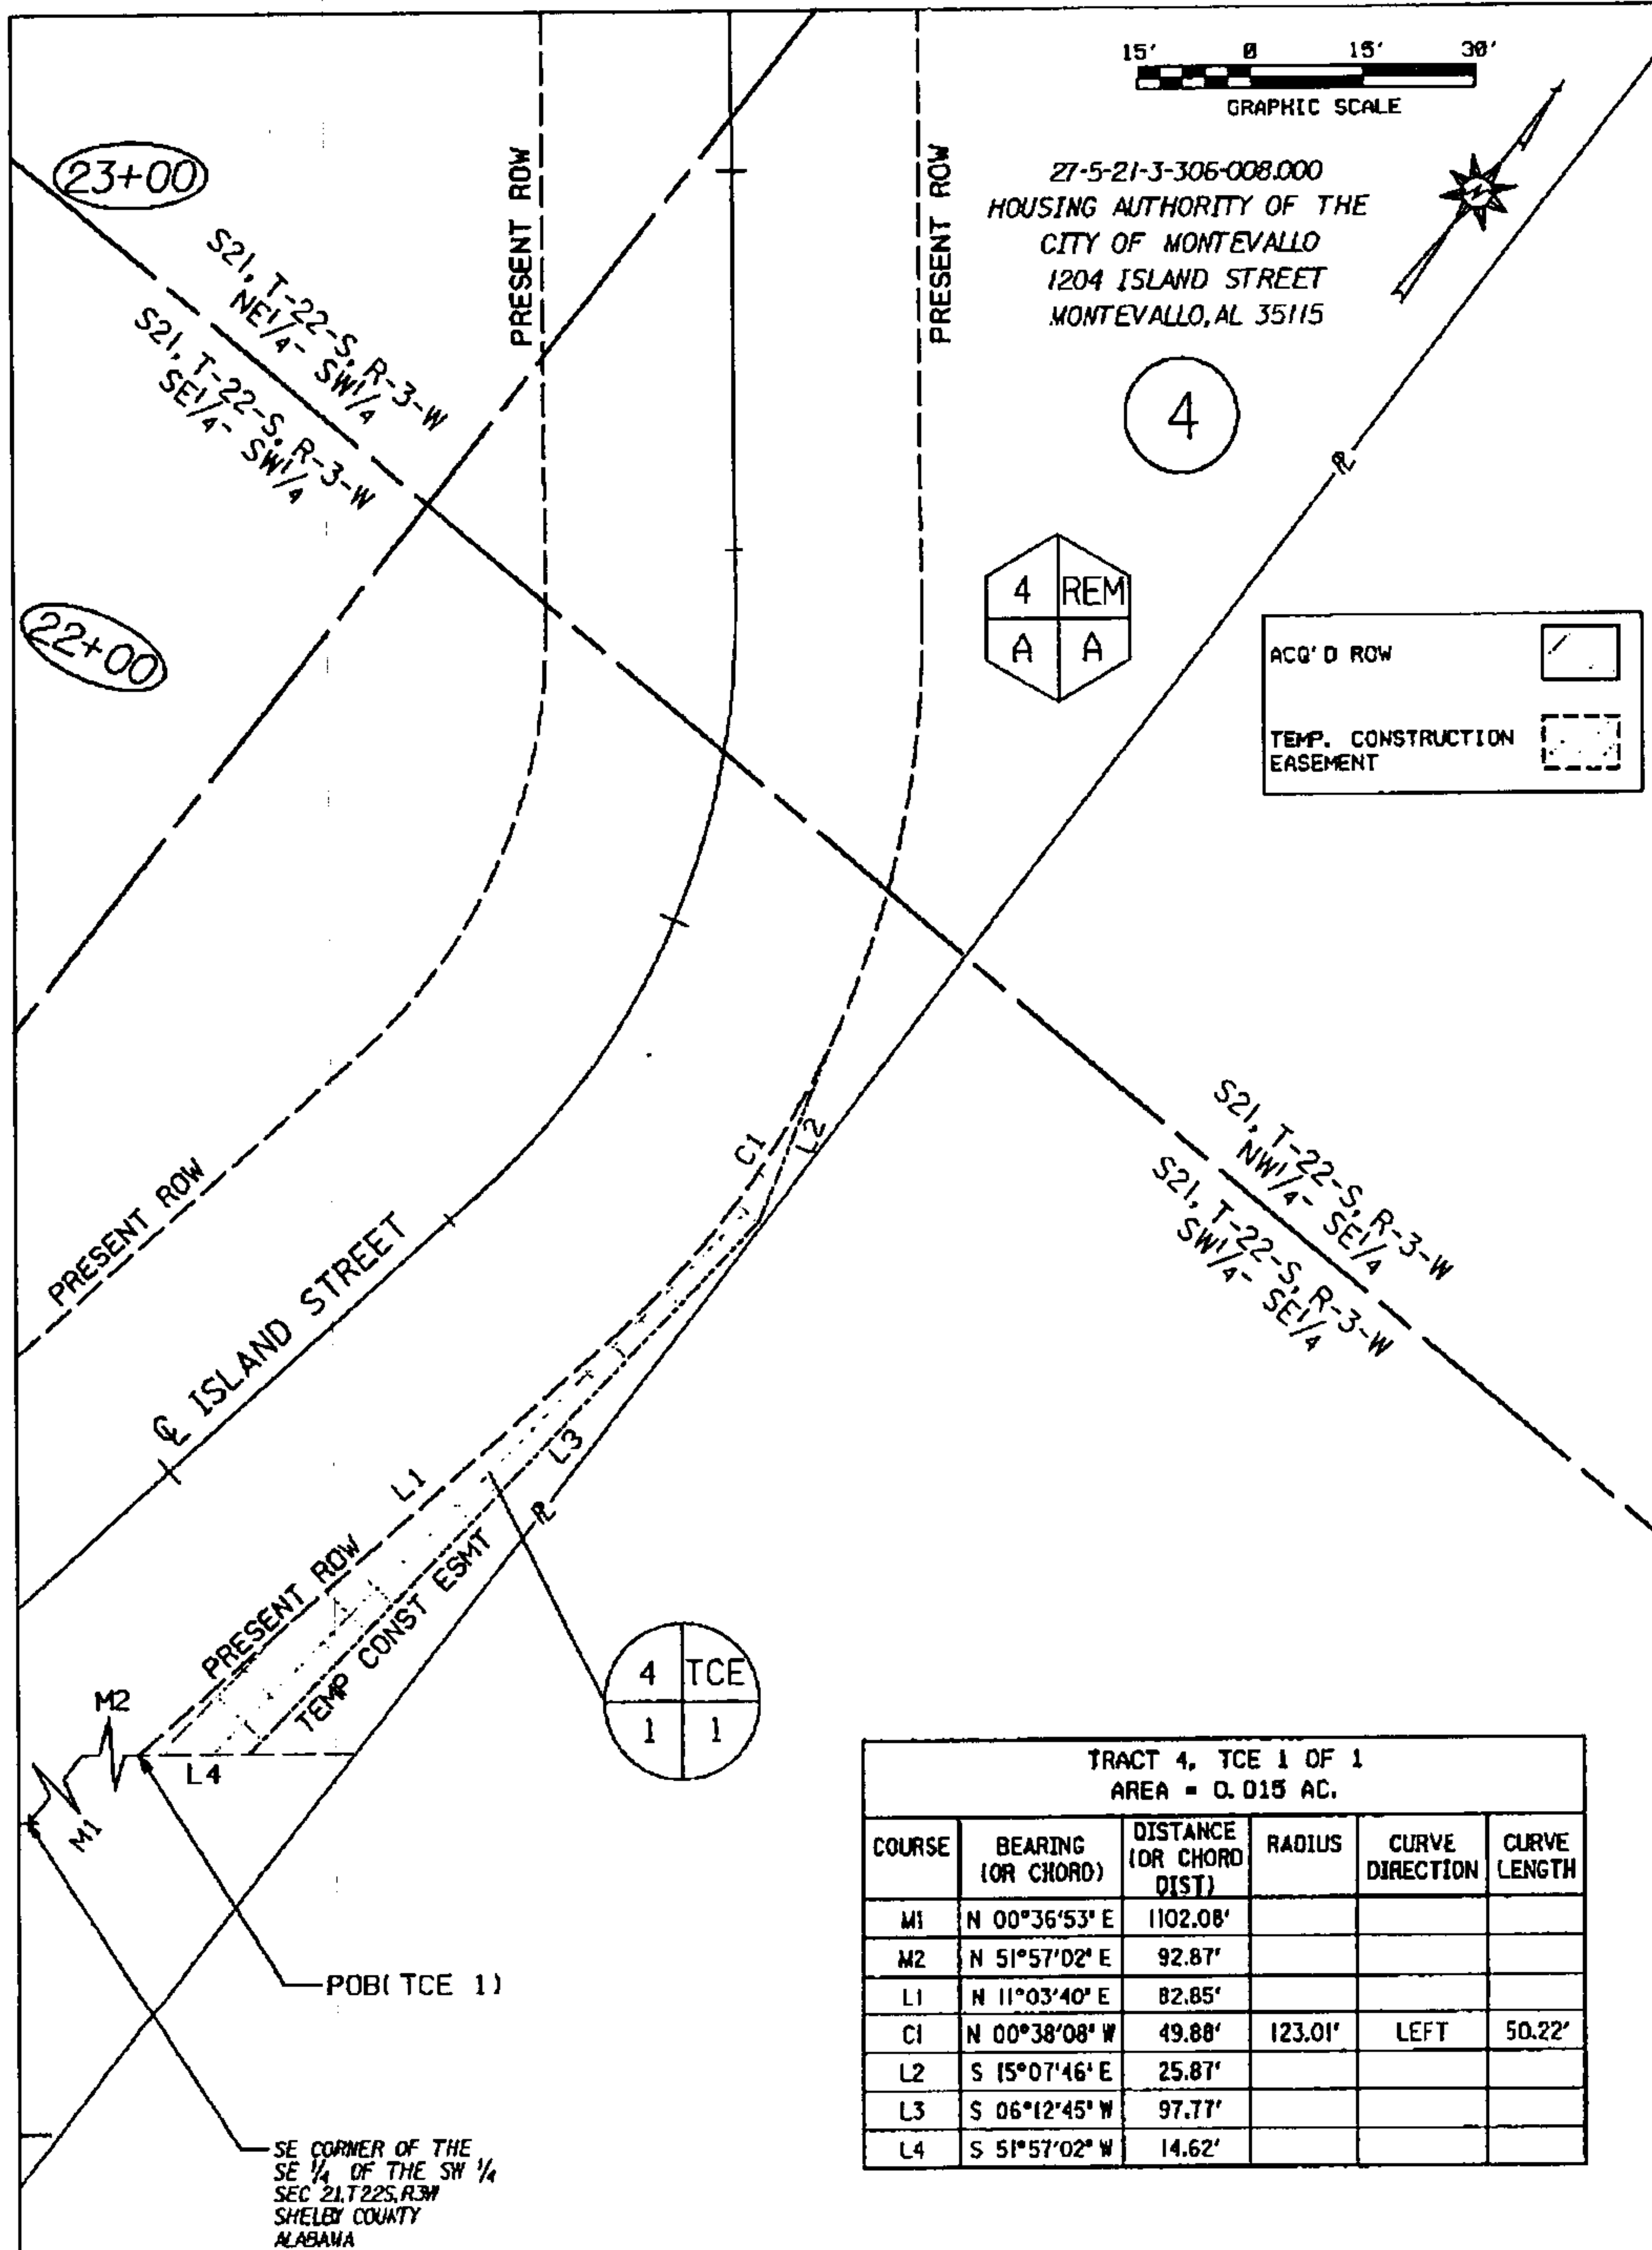 15' 0 15' 30'
GRAPHIC SCALE
23+00
PRESENT ROW
PRESENT ROW
27-5-21-3-306-008.000
HOUSING AUTHORITY OF THE
CITY OF MONTEVALLO
1204 ISLAND STREET
MONTEVALLO, AL 35115
4
S21, T-22-S, R-3-W
NE1/4- SW1/4
S21, T-22-S, R-3-W
SE1/4- SW1/4
PL
22+00
4 REM
A A
ACQ'D ROW
TEMP. CONSTRUCTION
EASEMENT
S21, T-22-S, R-3-W
NW1/4- SE1/4
S21, T-22-S, R-3-W
SW1/4- SE1/4
C1
L2
PRESENT ROW
CL ISLAND STREET
L1
L3
PL
PRESENT ROW
TEMP CONST ESMT
4 TCE
1 1
M2
L4
M1
POB( TCE 1)
SE CORNER OF THE
SE 1/4 OF THE SW 1/4
SEC 21,T22S,R3W
SHELBY COUNTY
ALABAMA
TRACT 4, TCE 1 OF 1
AREA = 0.015 AC.
COURSE BEARING (OR CHORD) DISTANCE (OR CHORD DIST) RADIUS CURVE DIRECTION CURVE LENGTH
M1 N 00°36'53" E 1102.08'
M2 N 51°57'02" E 92.87'
L1 N 11°03'40" E 82.85'
C1 N 00°38'08" W 49.88' 123.01' LEFT 50.22'
L2 S 15°07'46" E 25.87'
L3 S 06°12'45" W 97.77'
L4 S 51°57'02" W 14.62'